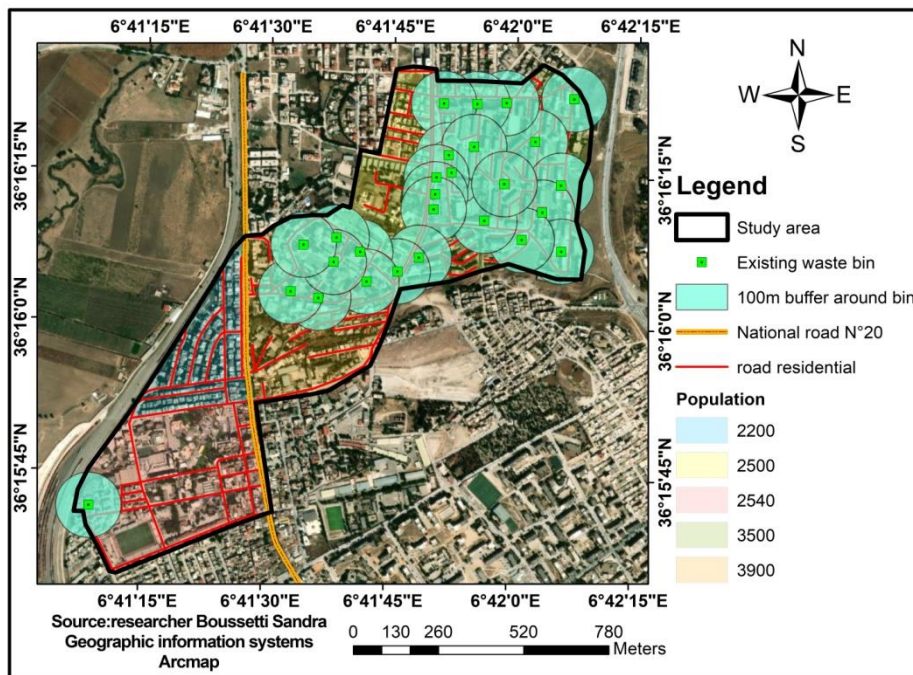 6°41'15"E 6°41'30"E 6°41'45"E 6°42'0"E 6°42'15"E
36°16'15"N
36°16'0"N
36°15'45"N
36°16'15"N
36°16'0"N
36°15'45"N
6°41'15"E 6°41'30"E 6°41'45"E 6°42'0"E 6°42'15"E
N
W E
S
Legend
Study area
Existing waste bin
100m buffer around bin
National road N°20
road residential
Population
2200
2500
2540
3500
3900
Source:researcher Boussetti Sandra
Geographic information systems
Arcmap
0 130 260 520 780
Meters